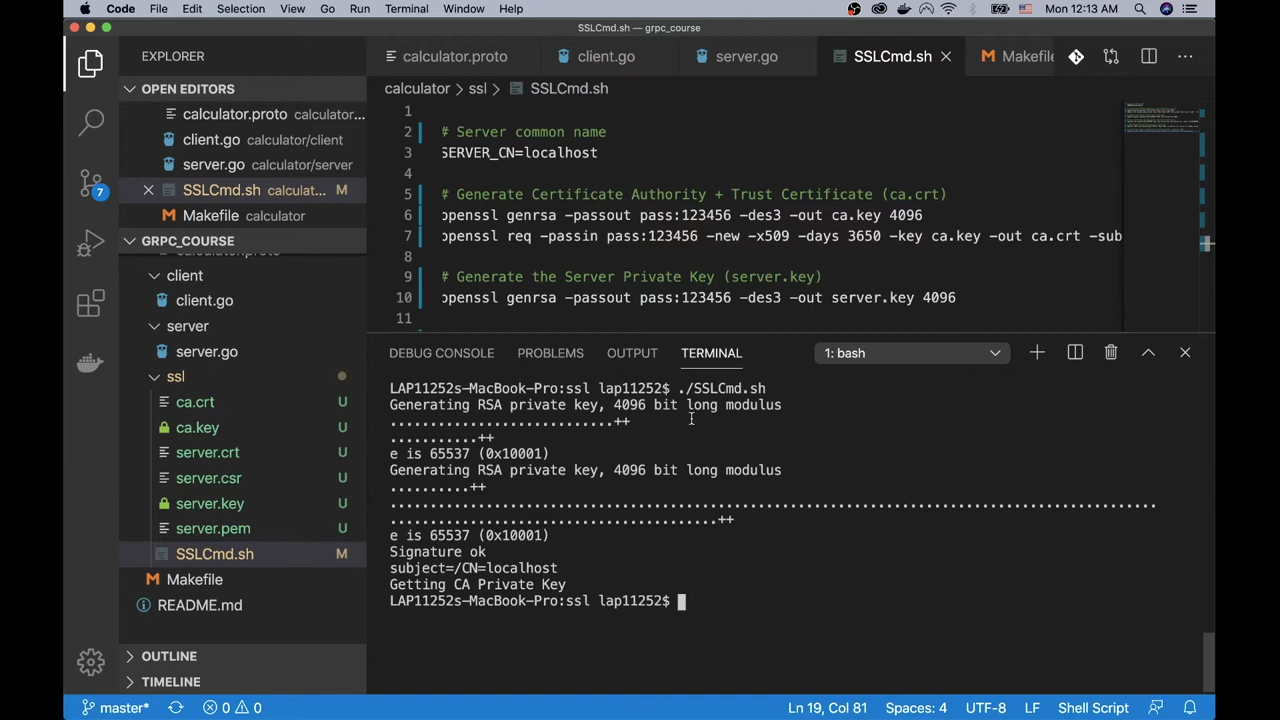 Code File Edit Selection View Go Run Terminal Window Help Wed 12:13 AM
SSLCmd.sh — grpc_course
EXPLORER
OPEN EDITORS
calculator.proto calculator...
client.go calculator/client
server.go calculator/server
SSLCmd.sh calculat... M
Makefile calculator
GRPC_COURSE
client
client.go
server
server.go
ssl
ca.crt U
ca.key U
server.crt U
server.csr U
server.key U
server.pem U
SSLCmd.sh M
Makefile
README.md
OUTLINE
TIMELINE
7
calculator.proto client.go server.go SSLCmd.sh Makefile
calculator > ssl > SSLCmd.sh
1
2 # Server common name
3 SERVER_CN=localhost
4
5 # Generate Certificate Authority + Trust Certificate (ca.crt)
6 openssl genrsa -passout pass:123456 -des3 -out ca.key 4096
7 openssl req -passin pass:123456 -new -x509 -days 3650 -key ca.key -out ca.crt -sub
8
9 # Generate the Server Private Key (server.key)
10 openssl genrsa -passout pass:123456 -des3 -out server.key 4096
11
DEBUG CONSOLE PROBLEMS OUTPUT TERMINAL 1: bash
LAP11252s-MacBook-Pro:ssl lap11252$ ./SSLCmd.sh
Generating RSA private key, 4096 bit long modulus
............................++
...........++
e is 65537 (0x10001)
Generating RSA private key, 4096 bit long modulus
..........++
................................................................................................
.........................................++
e is 65537 (0x10001)
Signature ok
subject=/CN=localhost
Getting CA Private Key
LAP11252s-MacBook-Pro:ssl lap11252$
master* 0 0 Ln 19, Col 81 Spaces: 4 UTF-8 LF Shell Script